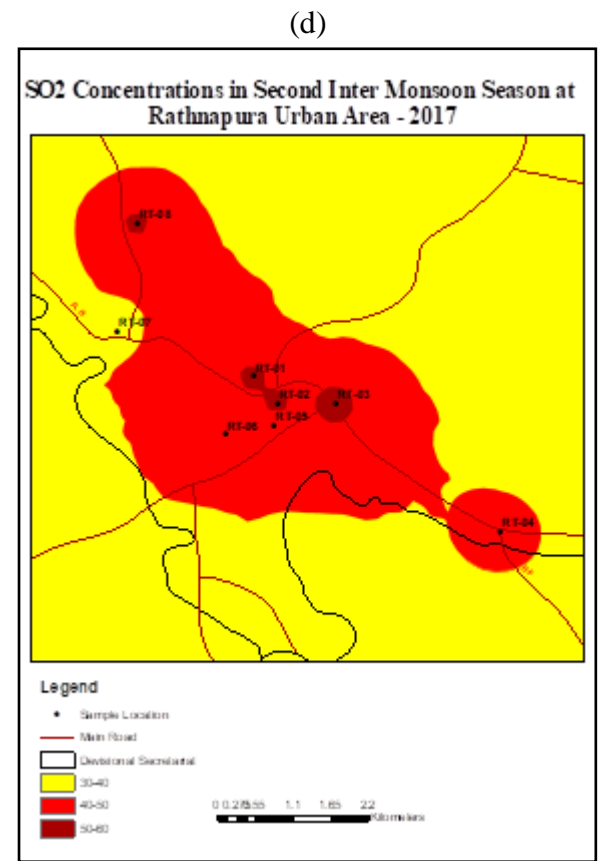 (d)
SO2 Concentrations in Second Inter Monsoon Season at
Rathnapura Urban Area - 2017
RT-08
RT-07
RT-01
RT-02
RT-03
RT-05
RT-06
RT-04
Legend
Sample Location
Main Road
Devisional Secretariat
30-40
40-50
50-60
0 0.275 0.55 1.1 1.65 2.2
Kilometers